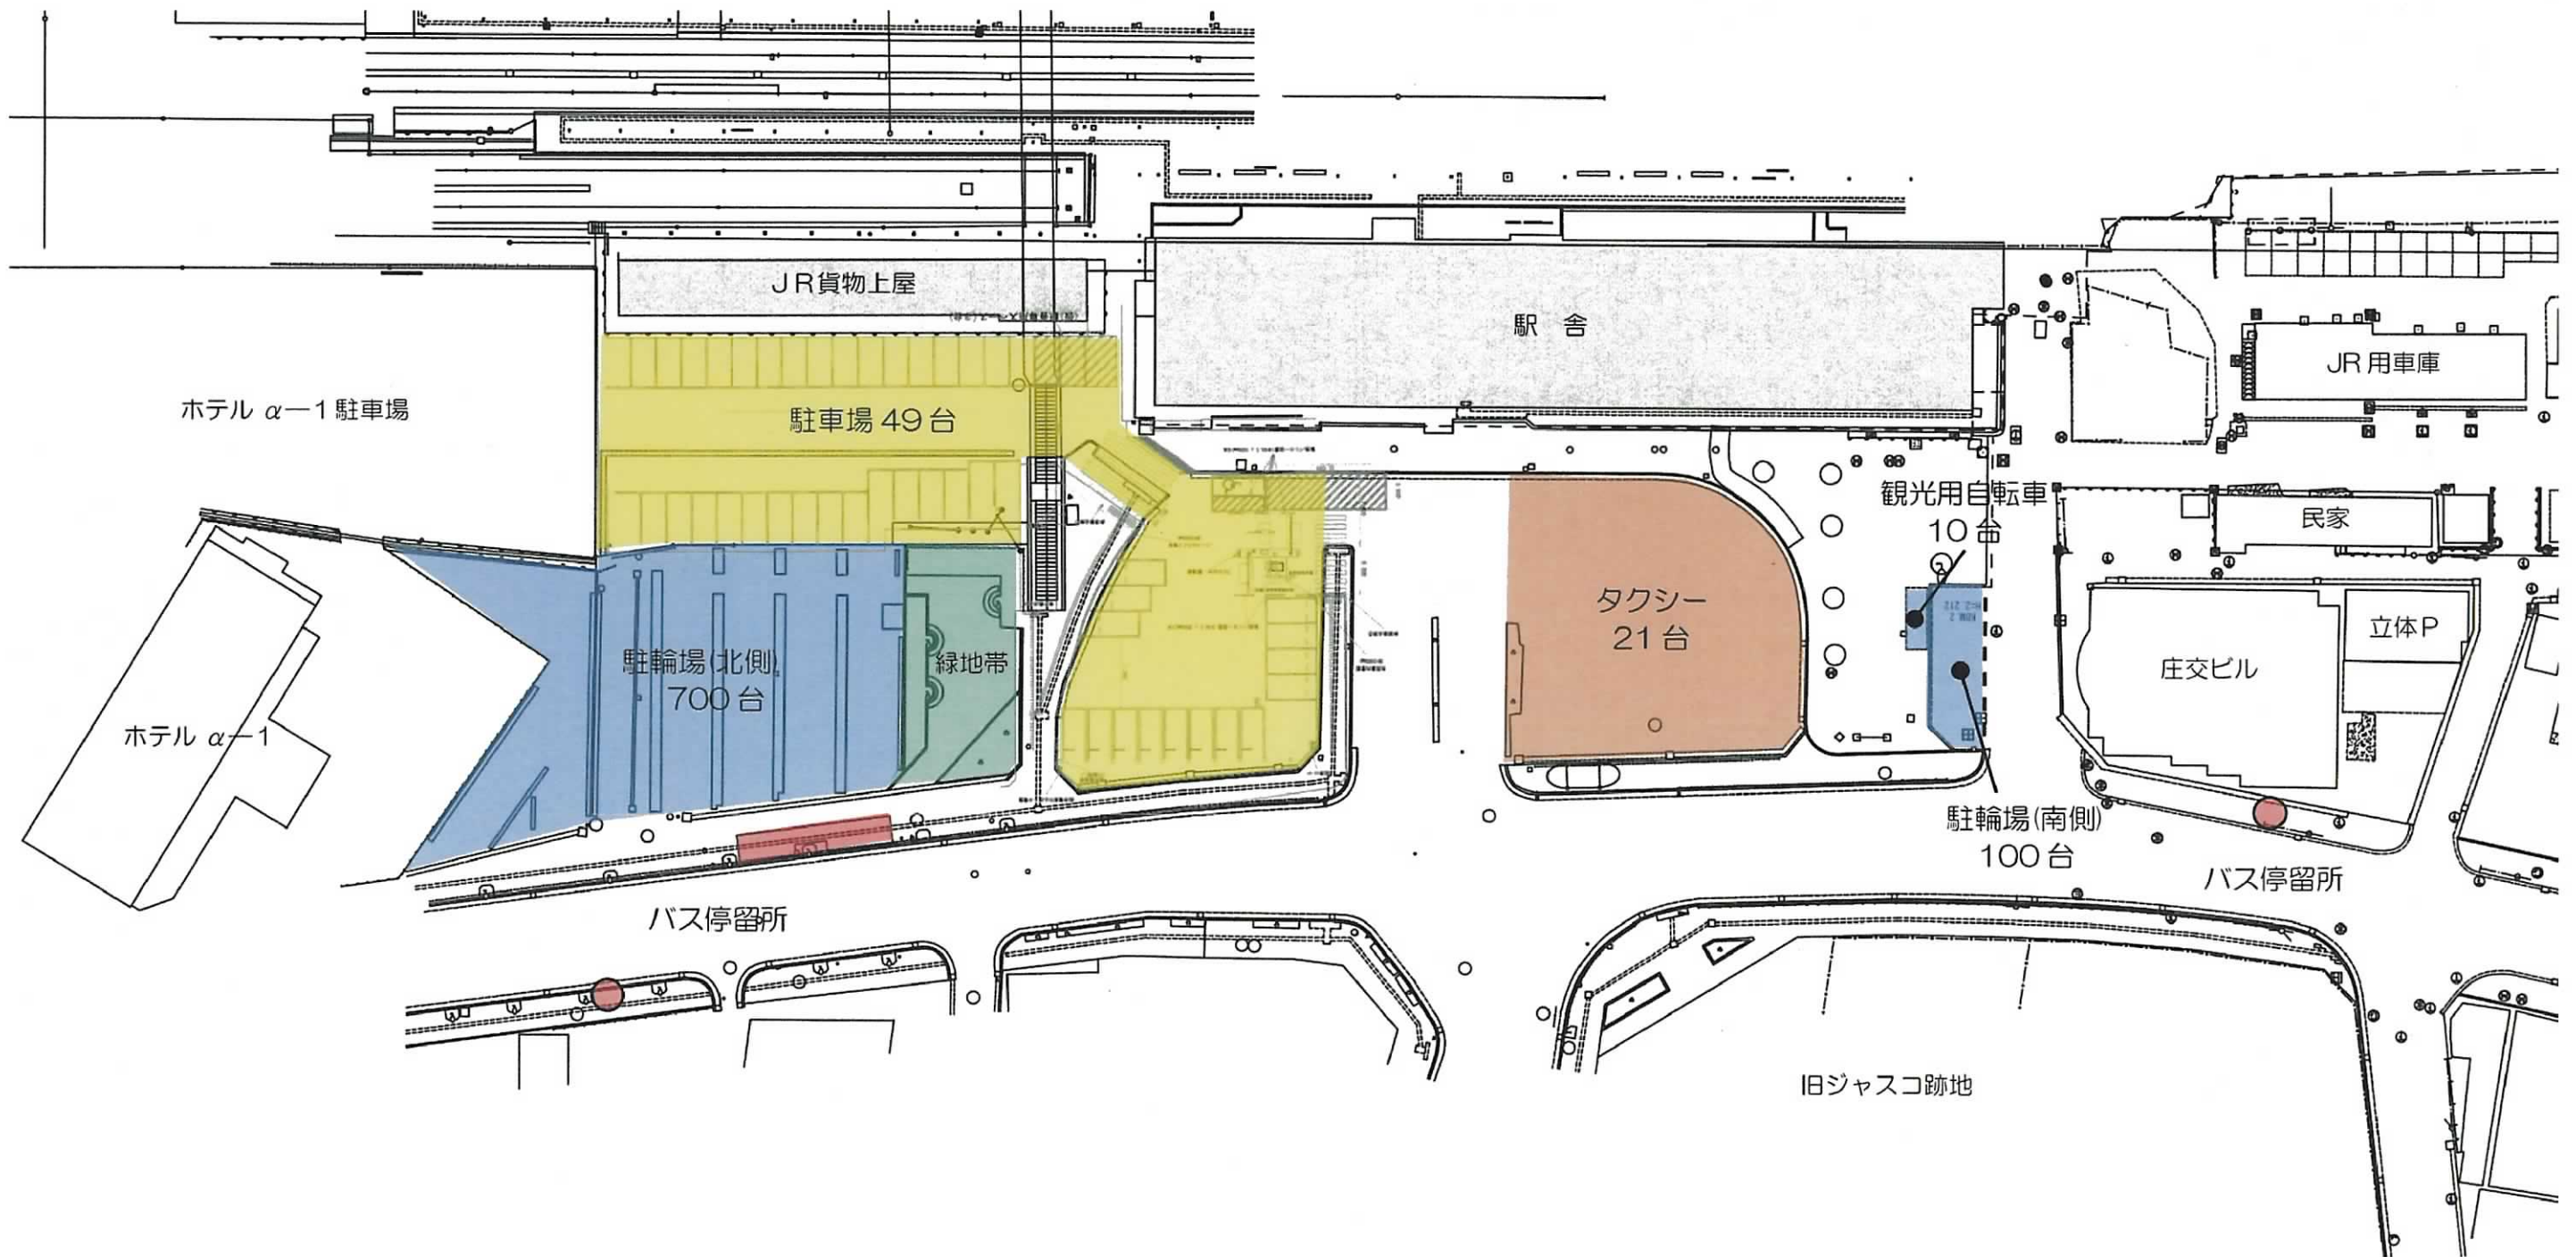 JR貨物上屋
駅 舎
JR用車庫
ホテル α-1駐車場
駐車場49台
観光用自転車
10台
民家
タクシー
21台
立体P
駐輪場(北側)
700台
緑地帯
庄交ビル
ホテル α-1
駐輪場(南側)
100台
バス停留所
バス停留所
旧ジャスコ跡地